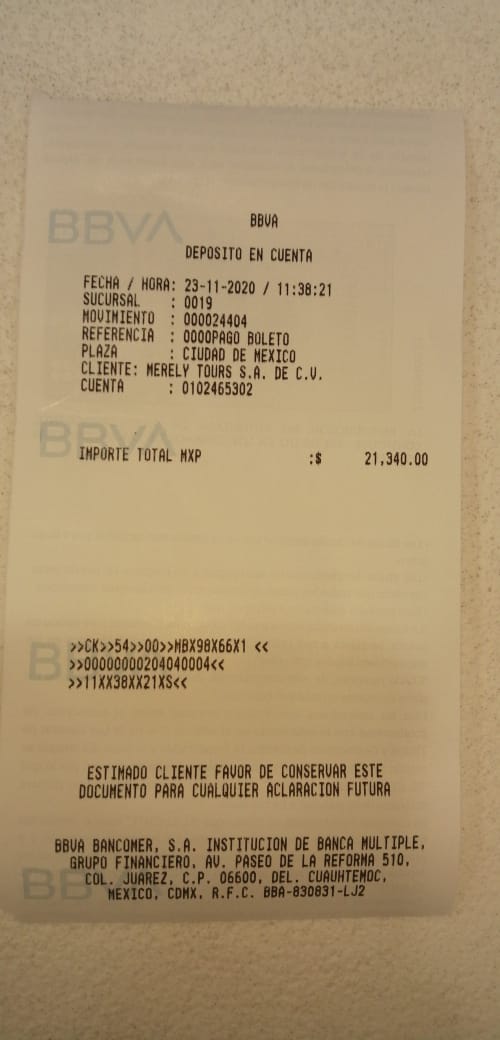 BBVA
BBVA
DEPOSITO EN CUENTA
FECHA / HORA: 23-11-2020 / 11:38:21
SUCURSAL : 0019
MOVIMIENTO : 000024404
REFERENCIA : 0000PAGO BOLETO
PLAZA : CIUDAD DE MEXICO
CLIENTE: MERELY TOURS S.A. DE C.V.
CUENTA : 0102465302
BBVA
IMPORTE TOTAL MXP :$ 21,340.00
>>CK>>54>>00>>MBX98X66X1 <<
>>00000000204040004<<
>>11XX38XX21XS<<
ESTIMADO CLIENTE FAVOR DE CONSERVAR ESTE
DOCUMENTO PARA CUALQUIER ACLARACION FUTURA
BBVA BANCOMER, S.A. INSTITUCION DE BANCA MULTIPLE,
GRUPO FINANCIERO, AV. PASEO DE LA REFORMA 510,
COL. JUAREZ, C.P. 06600, DEL. CUAUHTEMOC,
MEXICO, CDMX, R.F.C. BBA-830831-LJ2